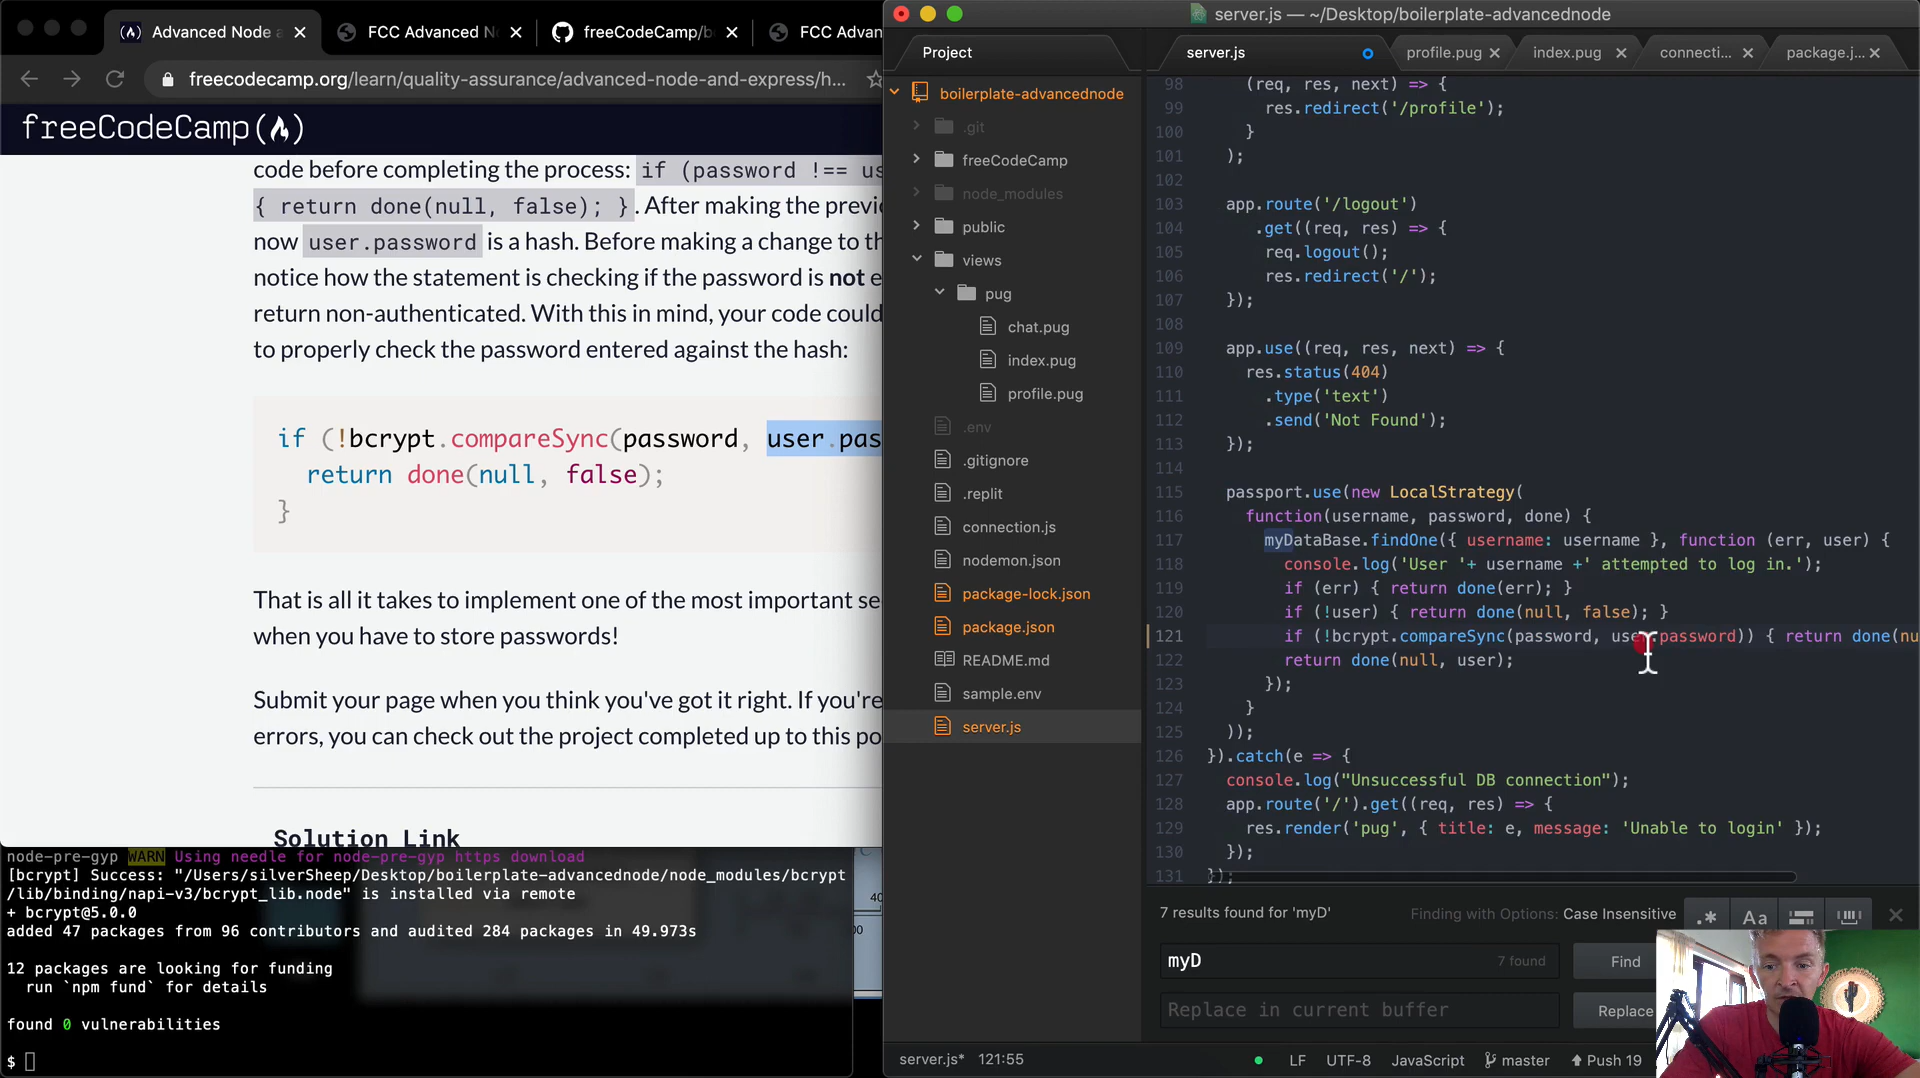 Advanced Node a
FCC Advanced N
freeCodeCamp/b
FCC Advan
freecodecamp.org/learn/quality-assurance/advanced-node-and-express/h...
freeCodeCamp
code before completing the process: if (password !== us
{ return done(null, false); }. After making the previ
now user.password is a hash. Before making a change to th
notice how the statement is checking if the password is not e
return non-authenticated. With this in mind, your code could
to properly check the password entered against the hash:
if (!bcrypt.compareSync(password, user.pas
return done(null, false);
}
That is all it takes to implement one of the most important se
when you have to store passwords!
Submit your page when you think you've got it right. If you're
errors, you can check out the project completed up to this po
Solution Link
node-pre-gyp WARN Using needle for node-pre-gyp https download
[bcrypt] Success: "/Users/silverSheep/Desktop/boilerplate-advancednode/node_modules/bcrypt
/lib/binding/napi-v3/bcrypt_lib.node" is installed via remote
+ bcrypt@5.0.0
added 47 packages from 96 contributors and audited 284 packages in 49.973s
12 packages are looking for funding
run `npm fund` for details
found 0 vulnerabilities
$
server.js — ~/Desktop/boilerplate-advancednode
Project
server.js
profile.pug
index.pug
connecti...
package.j...
boilerplate-advancednode
.git
freeCodeCamp
node_modules
public
views
pug
chat.pug
index.pug
profile.pug
.env
.gitignore
.replit
connection.js
nodemon.json
package-lock.json
package.json
README.md
sample.env
server.js
98 (req, res, next) => {
99 res.redirect('/profile');
100 }
101 );
102
103 app.route('/logout')
104 .get((req, res) => {
105 req.logout();
106 res.redirect('/');
107 });
108
109 app.use((req, res, next) => {
110 res.status(404)
111 .type('text')
112 .send('Not Found');
113 });
114
115 passport.use(new LocalStrategy(
116 function(username, password, done) {
117 myDataBase.findOne({ username: username }, function (err, user) {
118 console.log('User '+ username +' attempted to log in.');
119 if (err) { return done(err); }
120 if (!user) { return done(null, false); }
121 if (!bcrypt.compareSync(password, user.password)) { return done(nu
122 return done(null, user);
123 });
124 }
125 ));
126 }).catch(e => {
127 console.log("Unsuccessful DB connection");
128 app.route('/').get((req, res) => {
129 res.render('pug', { title: e, message: 'Unable to login' });
130 });
131 });
7 results found for 'myD'
Finding with Options: Case Insensitive
.*
Aa
myD
7 found
Find
Replace in current buffer
Replace
server.js*
121:55
LF
UTF-8
JavaScript
master
Push 19